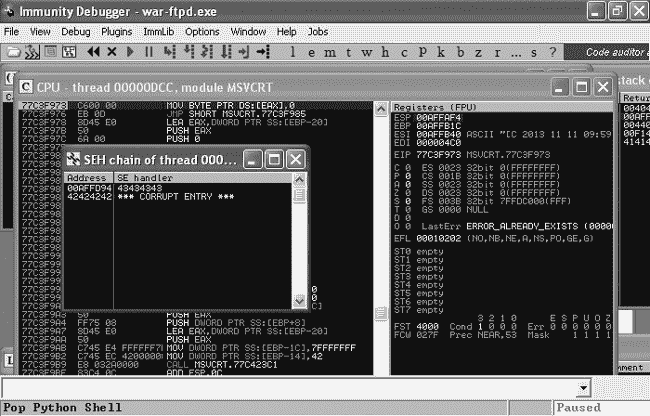 Immunity Debugger - war-ftpd.exe
File View Debug Plugins ImmLib Options Window Help Jobs
l e m t w h c p k b z r ... s ?
Code auditor a
C CPU - thread 00000DCC, module MSVCRT
stack
77C3F973 C600 00 MOV BYTE PTR DS:[EAX],0
77C3F976 EB 0D JMP SHORT MSVCRT.77C3F985
77C3F978 8D45 E0 LEA EAX,DWORD PTR SS:[EBP-20]
77C3F97B 50 PUSH EAX
77C3F97C 6A 00 PUSH 0
SEH chain of thread 000...
Address SE handler
00AFFD94 43434343
42424242 *** CORRUPT ENTRY ***
77C3F9A3 50 PUSH EAX
77C3F9A4 FF75 08 PUSH DWORD PTR SS:[EBP+8]
77C3F9A7 8D45 E0 LEA EAX,DWORD PTR SS:[EBP-20]
77C3F9AA 50 PUSH EAX
77C3F9AB C745 E4 FFFFFF7F MOV DWORD PTR SS:[EBP-1C],7FFFFFFF
77C3F9B2 C745 EC 4200000 MOV DWORD PTR SS:[EBP-14],42
77C3F9B9 E8 032A0000 CALL MSVCRT.77C423C1
77C3F9BE 83C4 0C ADD ESP,0C
Registers (FPU)
ESP 00AFFAF4
EBP 00AFFB1C
ESI 00AFFB40 ASCII "IC 2013 11 11 09:59
EDI 000004C0
EIP 77C3F973 MSVCRT.77C3F973
C 0 ES 0023 32bit 0(FFFFFFFF)
P 0 CS 001B 32bit 0(FFFFFFFF)
A 0 SS 0023 32bit 0(FFFFFFFF)
Z 0 DS 0023 32bit 0(FFFFFFFF)
S 0 FS 003B 32bit 7FFDC000(FFF)
T 0 GS 0000 NULL
D 0
O 0 LastErr ERROR_ALREADY_EXISTS (0000
EFL 00010202 (NO,NB,NE,A,NS,PO,GE,G)
ST0 empty
ST1 empty
ST2 empty
ST3 empty
ST4 empty
ST5 empty
ST6 empty
ST7 empty
3 2 1 0 E S P U O Z
FST 4000 Cond 1 0 0 0 Err 0 0 0 0 0 0
FCW 027F Prec NEAR,53 Mask 1 1 1 1
Pop Python Shell
Paused